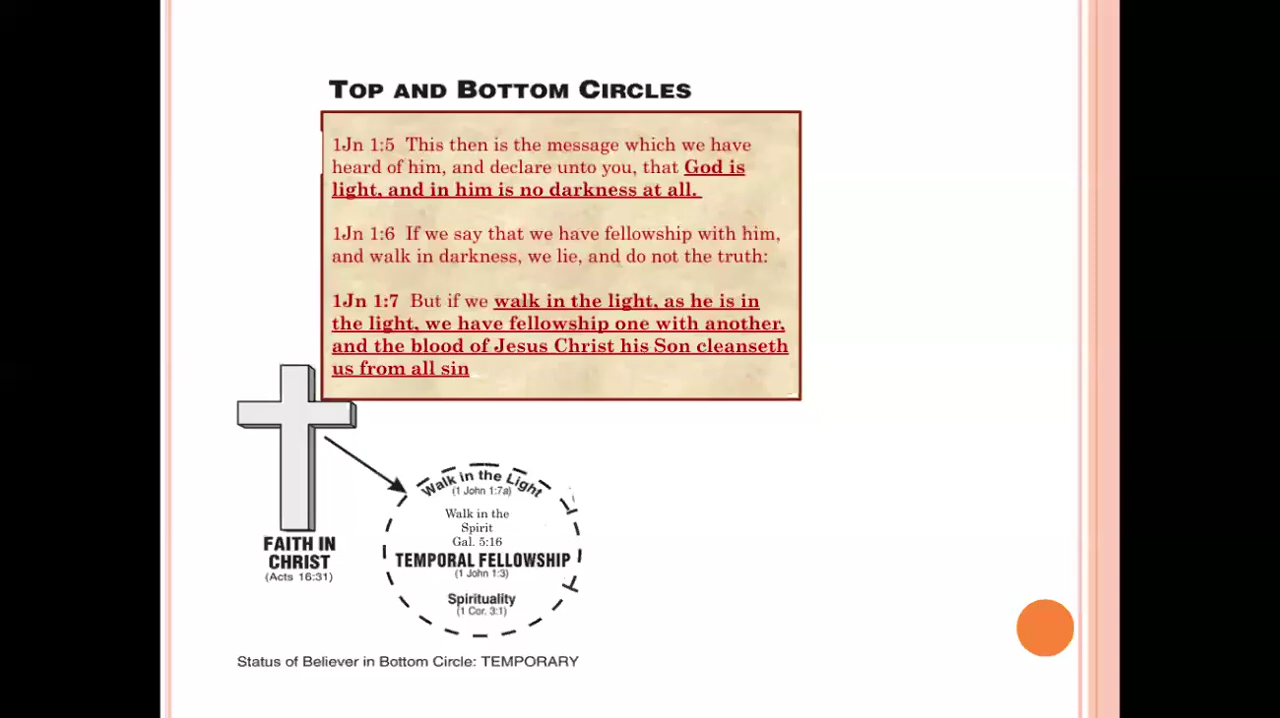 TOP AND BOTTOM CIRCLES
1Jn 1:5 This then is the message which we have
heard of him, and declare unto you, that God is
light, and in him is no darkness at all.
1Jn 1:6 If we say that we have fellowship with him,
and walk in darkness, we lie, and do not the truth:
1Jn 1:7 But if we walk in the light, as he is in
the light, we have fellowship one with another,
and the blood of Jesus Christ his Son cleanseth
us from all sin
FAITH IN
CHRIST
(Acts 16:31)
Walk in the Light
(1 John 1:7a)
Walk in the
Spirit
Gal. 5:16
TEMPORAL FELLOWSHIP
(1 John 1:3)
Spirituality
(1 Cor. 3:1)
Status of Believer in Bottom Circle: TEMPORARY